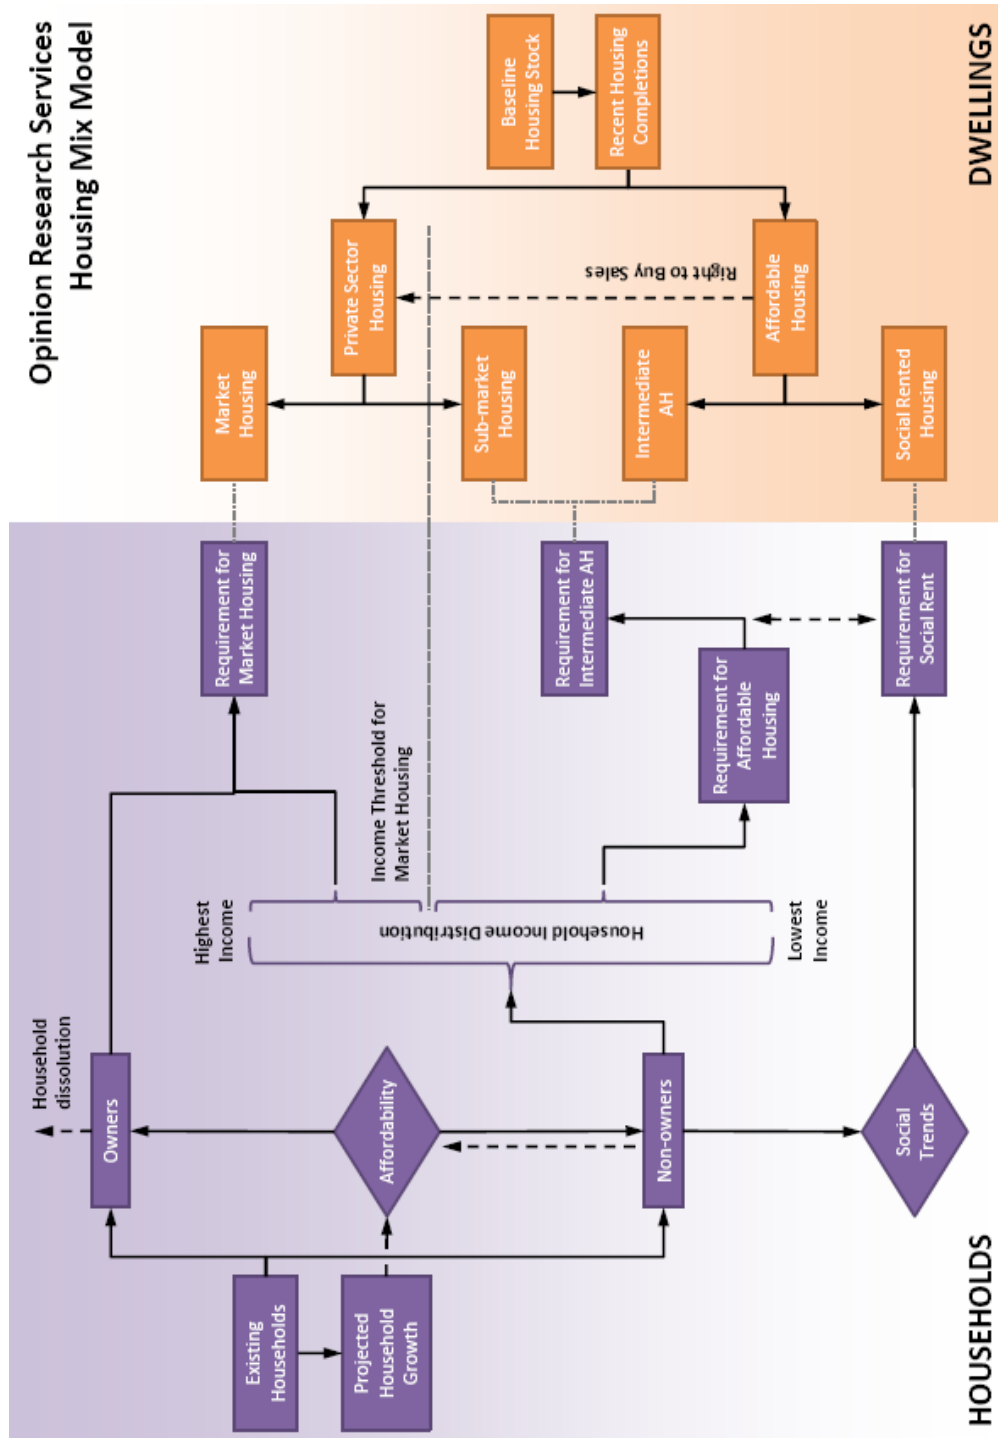 Opinion Research Services
Housing Mix Model
HOUSEHOLDS
Existing
Households
Projected
Household
Growth
Household
dissolution
Owners
Affordability
Non-owners
Social
Trends
Highest
Income
Household Income Distribution
Lowest
Income
Income Threshold for
Market Housing
Requirement for
Market Housing
Requirement for
Affordable
Housing
Requirement for
Intermediate AH
Requirement for
Social Rent
Market
Housing
Sub-market
Housing
Intermediate
AH
Social Rented
Housing
Private Sector
Housing
Right to Buy Sales
Affordable
Housing
Baseline
Housing Stock
Recent Housing
Completions
DWELLINGS